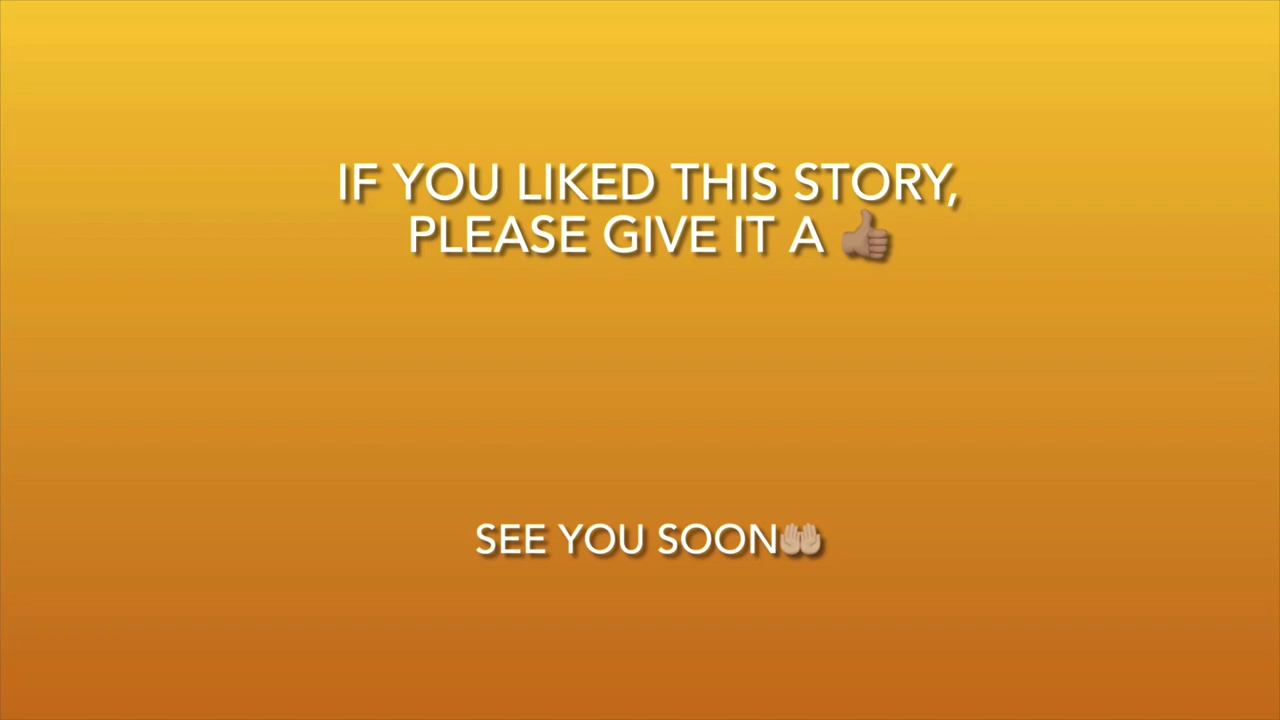 IF YOU LIKED THIS STORY,
PLEASE GIVE IT A 👍🏽
SEE YOU SOON🤲🏼